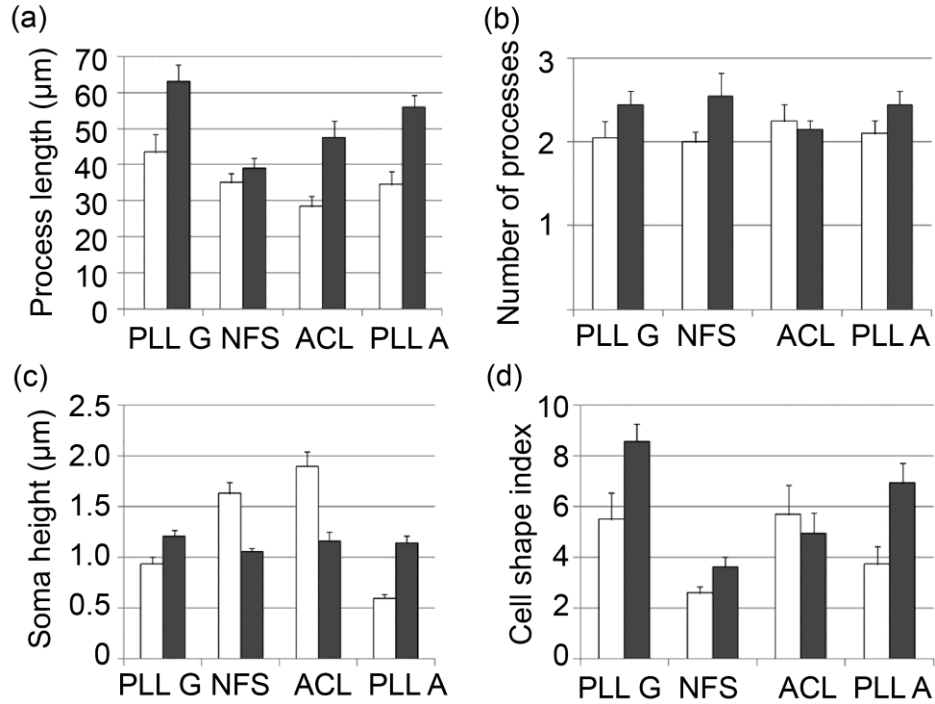 (a)
Process length (µm)
70
60
50
40
30
20
10
0
PLL G NFS ACL PLL A
(b)
Number of processes
3
2
1
PLL G NFS ACL PLL A
(c)
Soma height (µm)
2.5
2.0
1.5
1.0
0.5
0
PLL G NFS ACL PLL A
(d)
Cell shape index
10
8
6
4
2
0
PLL G NFS ACL PLL A